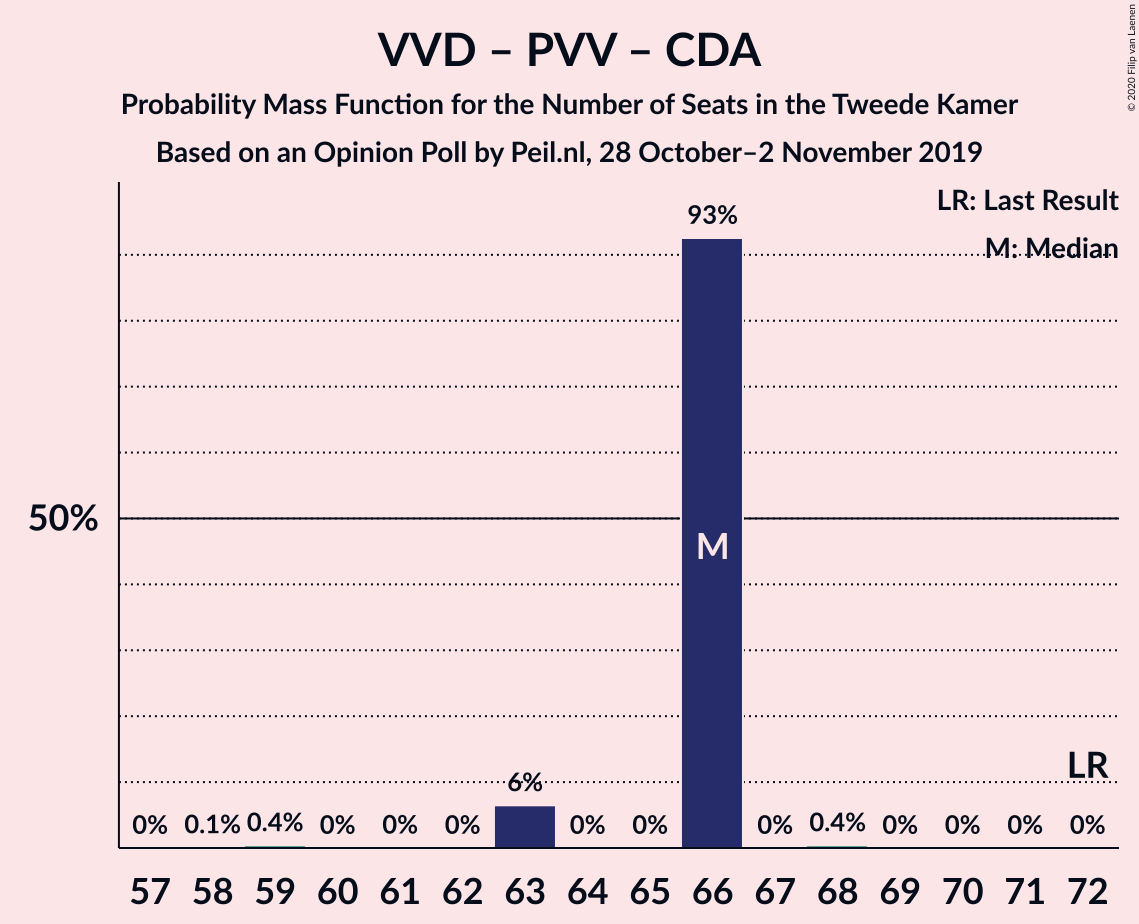 VVD – PVV – CDA
Probability Mass Function for the Number of Seats in the Tweede Kamer
Based on an Opinion Poll by Peil.nl, 28 October–2 November 2019
© 2020 Filip van Laenen
LR: Last Result
M: Median
93%
50%
M
LR
6%
0% 0.1% 0.4% 0% 0% 0% 0% 0% 0% 0.4% 0% 0% 0% 0%
57 58 59 60 61 62 63 64 65 66 67 68 69 70 71 72